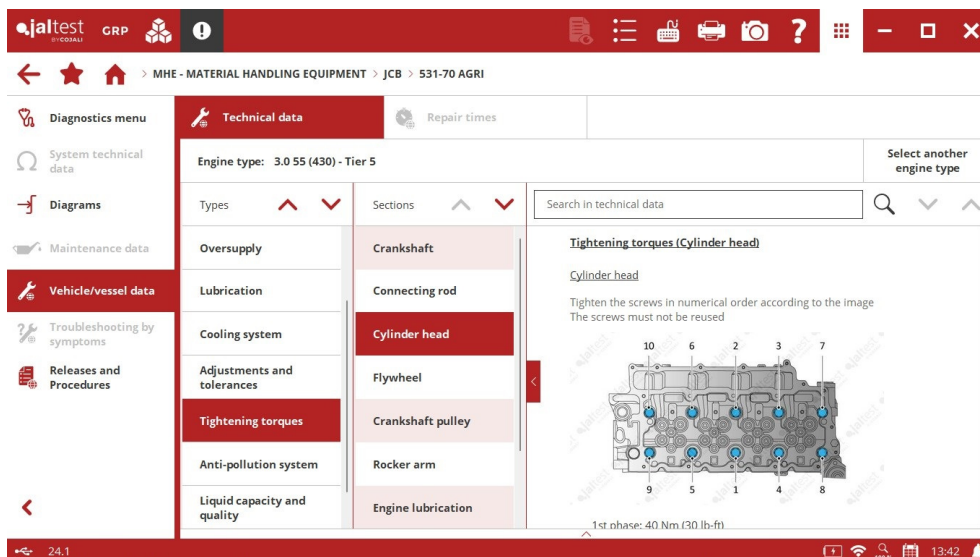 jaltest GRP
BY COJALI
> MHE - MATERIAL HANDLING EQUIPMENT > JCB > 531-70 AGRI
Diagnostics menu
System technical
data
Diagrams
Maintenance data
Vehicle/vessel data
Troubleshooting by
symptoms
Releases and
Procedures
Technical data
Repair times
Engine type: 3.0 55 (430) - Tier 5
Select another
engine type
Types
Oversupply
Lubrication
Cooling system
Adjustments and
tolerances
Tightening torques
Anti-pollution system
Liquid capacity and
quality
Sections
Crankshaft
Connecting rod
Cylinder head
Flywheel
Crankshaft pulley
Rocker arm
Engine lubrication
Search in technical data
Tightening torques (Cylinder head)
Cylinder head
Tighten the screws in numerical order according to the image
The screws must not be reused
10 6 2 3 7
9 5 1 4 8
1st phase: 40 Nm (30 lb-ft)
24.1
13:42